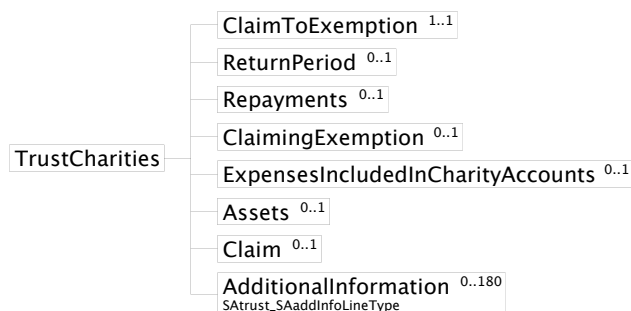 ClaimToExemption 1..1
ReturnPeriod 0..1
Repayments 0..1
ClaimingExemption 0..1
TrustCharities
ExpensesIncludedInCharityAccounts 0..1
Assets 0..1
Claim 0..1
AdditionalInformation 0..180
SAtrust_SAaddInfoLineType